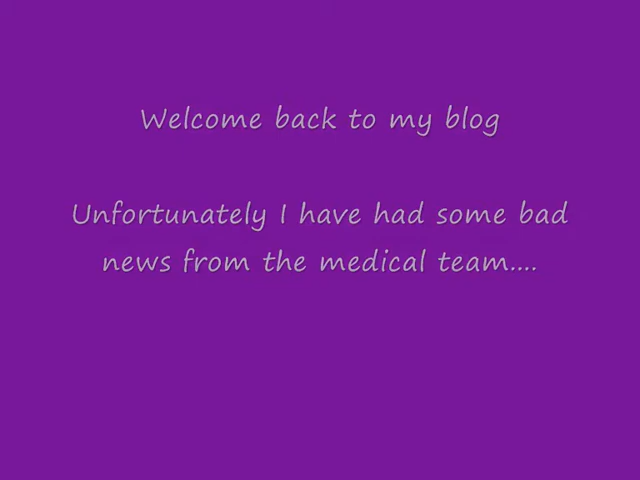 Welcome back to my blog
Unfortunately I have had some bad
news from the medical team....